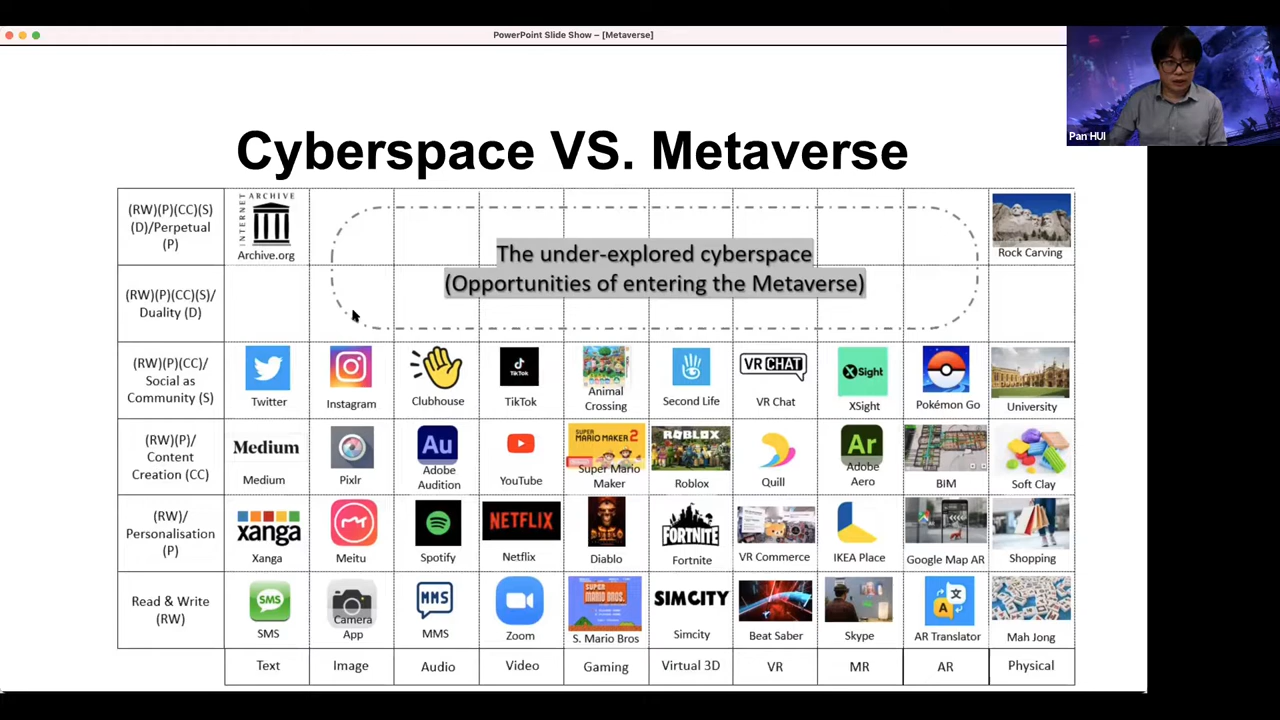 PowerPoint Slide Show – [Metaverse]
Pan HUI
Cyberspace VS. Metaverse
(RW)(P)(CC)(S)
(D)/Perpetual
(P)
INTERNET ARCHIVE
Archive.org
The under-explored cyberspace
(Opportunities of entering the Metaverse)
Rock Carving
(RW)(P)(CC)(S)/
Duality (D)
(RW)(P)(CC)/
Social as
Community (S)
Twitter
Instagram
Clubhouse
TikTok
TikTok
Animal
Crossing
Second Life
VR CHAT
VR Chat
XSight
XSight
Pokémon Go
University
(RW)(P)/
Content
Creation (CC)
Medium
Medium
Pixlr
Au
Adobe
Audition
YouTube
SUPER
MARIO MAKER 2
Super Mario
Maker
ROBLOX
Roblox
Quill
Ar
Adobe
Aero
BIM
Soft Clay
(RW)/
Personalisation
(P)
xanga
Xanga
Meitu
Spotify
NETFLIX
Netflix
DIABLO
Diablo
FORTNITE
Fortnite
VR Commerce
IKEA Place
Google Map AR
Shopping
Read & Write
(RW)
SMS
SMS
Camera
App
MMS
MMS
Zoom
SUPER
MARIO BROS.
S. Mario Bros
SIMCITY
Simcity
Beat Saber
Skype
文
A
AR Translator
Mah Jong
Text
Image
Audio
Video
Gaming
Virtual 3D
VR
MR
AR
Physical